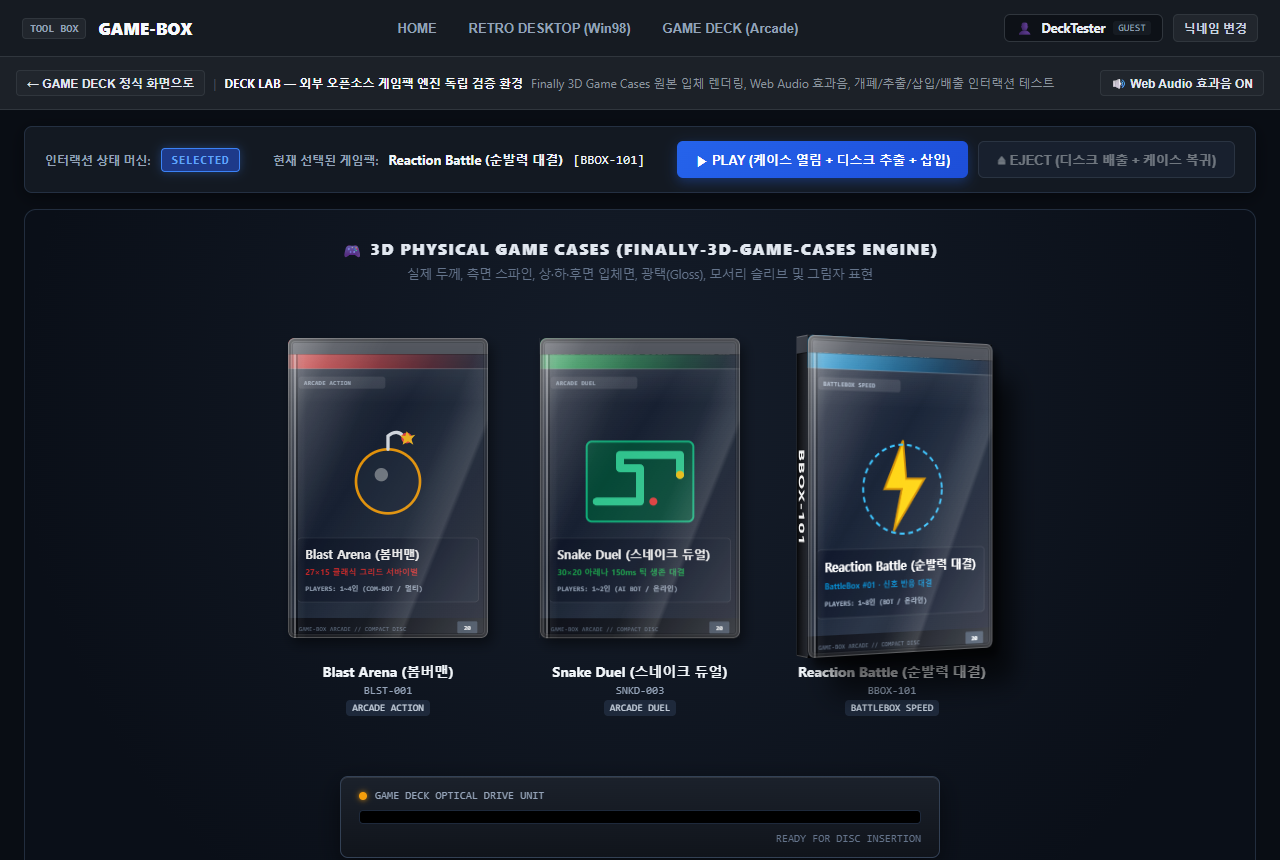 TOOL BOX GAME-BOX HOME RETRO DESKTOP (Win98) GAME DECK (Arcade) DeckTester GUEST 닉네임 변경
← GAME DECK 정식 화면으로 | DECK LAB — 외부 오픈소스 게임팩 엔진 독립 검증 환경 Finally 3D Game Cases 원본 입체 렌더링, Web Audio 효과음, 개폐/추출/삽입/배출 인터랙션 테스트 Web Audio 효과음 ON
인터랙션 상태 머신: SELECTED 현재 선택된 게임팩: Reaction Battle (순발력 대결) [BBOX-101] ▶ PLAY (케이스 열림 + 디스크 추출 + 삽입) EJECT (디스크 배출 + 케이스 복귀)
3D PHYSICAL GAME CASES (FINALLY-3D-GAME-CASES ENGINE)
실제 두께, 측면 스파인, 상·하·후면 입체면, 광택(Gloss), 모서리 슬리브 및 그림자 표현
ARCADE ACTION
Blast Arena (봄버맨)
27×15 클래식 그리드 서바이벌
PLAYERS: 1~4인 (COM-BOT / 멀티)
GAME-BOX ARCADE // COMPACT DISC
3D
Blast Arena (봄버맨)
BLST-001
ARCADE ACTION
ARCADE DUEL
Snake Duel (스네이크 듀얼)
30×20 아레나 150ms 틱 생존 대결
PLAYERS: 1~2인 (AI BOT / 온라인)
GAME-BOX ARCADE // COMPACT DISC
3D
Snake Duel (스네이크 듀얼)
SNKD-003
ARCADE DUEL
BBOX-101
BATTLEBOX SPEED
Reaction Battle (순발력 대결)
BattleBox #01 · 신호 반응 대결
PLAYERS: 1~8인 (BOT / 온라인)
GAME-BOX ARCADE // COMPACT DISC
3D
Reaction Battle (순발력 대결)
BBOX-101
BATTLEBOX SPEED
GAME DECK OPTICAL DRIVE UNIT
READY FOR DISC INSERTION